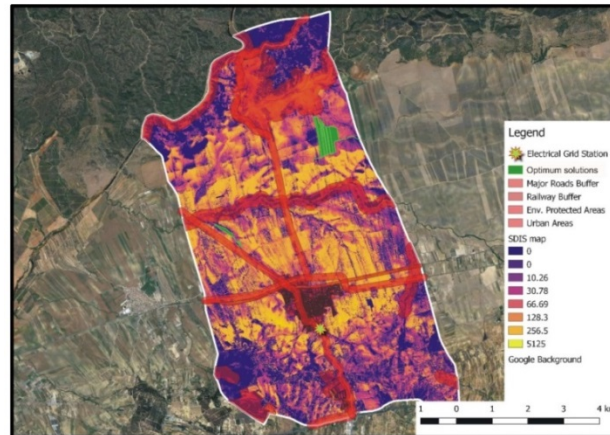 Legend
Electrical Grid Station
Optimum solutions
Major Roads Buffer
Railway Buffer
Env. Protected Areas
Urban Areas
SDIS map
0
0
10.26
30.78
66.69
128.3
256.5
5125
Google Background
1 0 1 2 3 4 km